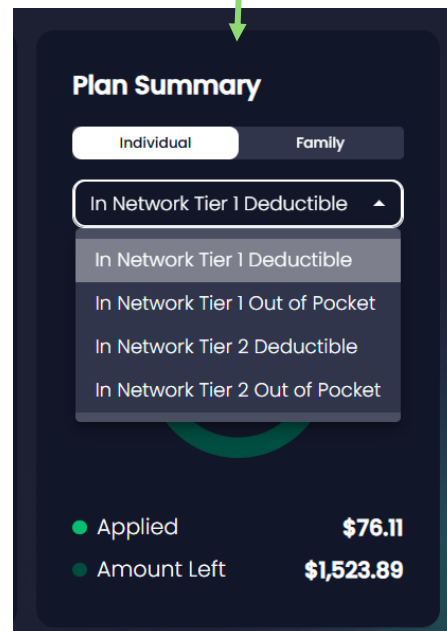 Plan Summary
Individual Family
In Network Tier 1 Deductible
In Network Tier 1 Deductible
In Network Tier 1 Out of Pocket
In Network Tier 2 Deductible
In Network Tier 2 Out of Pocket
Applied $76.11
Amount Left $1,523.89